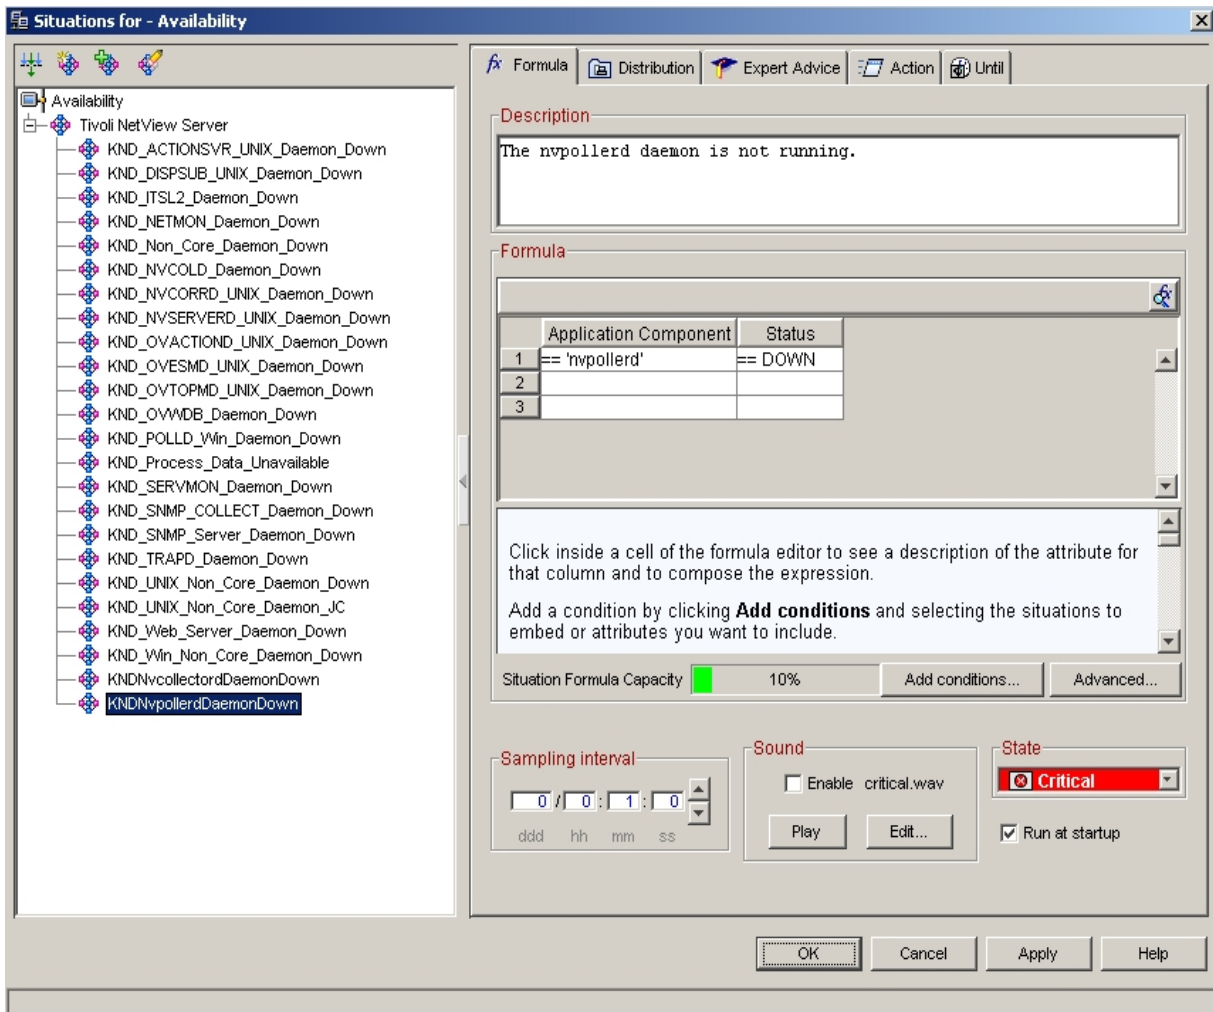 Situations for - Availability
Availability
Tivoli NetView Server
KND_ACTIONSVR_UNIX_Daemon_Down
KND_DISPSUB_UNIX_Daemon_Down
KND_ITSL2_Daemon_Down
KND_NETMON_Daemon_Down
KND_Non_Core_Daemon_Down
KND_NVCOLD_Daemon_Down
KND_NVCORRD_UNIX_Daemon_Down
KND_NVSERVERD_UNIX_Daemon_Down
KND_OVACTIOND_UNIX_Daemon_Down
KND_OVESMD_UNIX_Daemon_Down
KND_OVTOPMD_UNIX_Daemon_Down
KND_OVWDB_Daemon_Down
KND_POLLD_Win_Daemon_Down
KND_Process_Data_Unavailable
KND_SERVMON_Daemon_Down
KND_SNMP_COLLECT_Daemon_Down
KND_SNMP_Server_Daemon_Down
KND_TRAPD_Daemon_Down
KND_UNIX_Non_Core_Daemon_Down
KND_UNIX_Non_Core_Daemon_JC
KND_Web_Server_Daemon_Down
KND_Win_Non_Core_Daemon_Down
KNDNvcollectordDaemonDown
KNDNvpollerdDaemonDown
fx Formula Distribution Expert Advice Action Until
Description
The nvpollerd daemon is not running.
Formula
Application Component Status
1 == 'nvpollerd' == DOWN
2
3
Click inside a cell of the formula editor to see a description of the attribute for
that column and to compose the expression.
Add a condition by clicking Add conditions and selecting the situations to
embed or attributes you want to include.
Situation Formula Capacity 10% Add conditions... Advanced...
Sampling interval
0 / 0 : 1 : 0
ddd hh mm ss
Sound
Enable critical.wav
Play Edit...
State
Critical
Run at startup
OK Cancel Apply Help